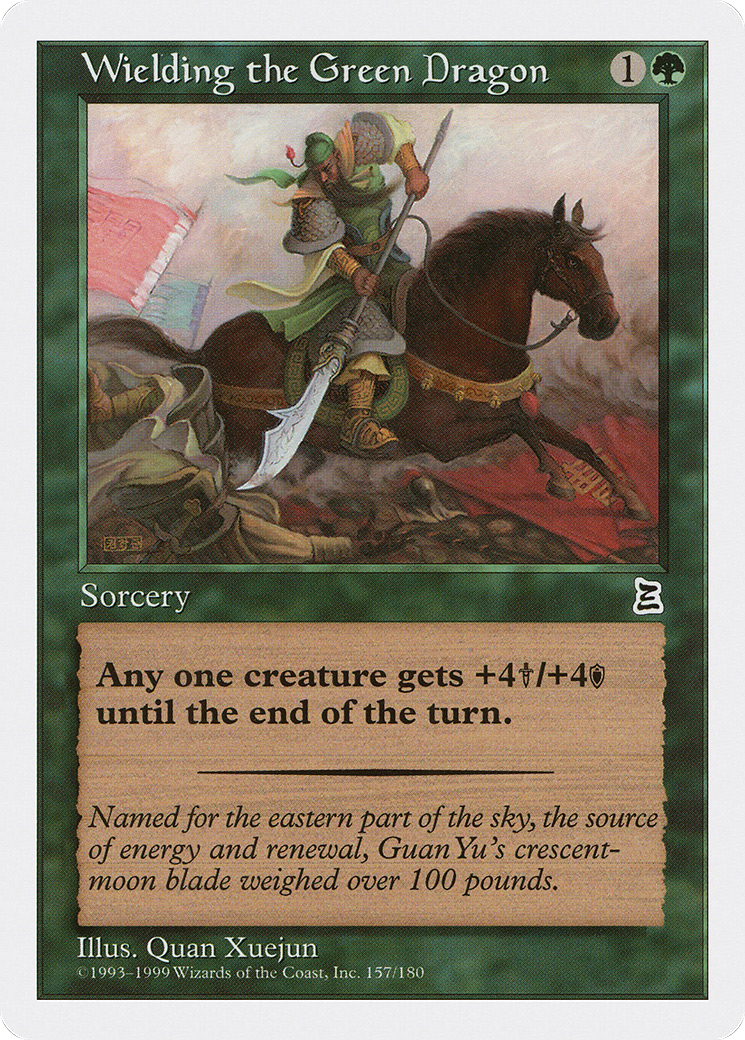 Wielding the Green Dragon 1
Sorcery
Any one creature gets +4/+4
until the end of the turn.
Named for the eastern part of the sky, the source
of energy and renewal, Guan Yu's crescent-
moon blade weighed over 100 pounds.
Illus. Quan Xuejun
©1993–1999 Wizards of the Coast, Inc. 157/180